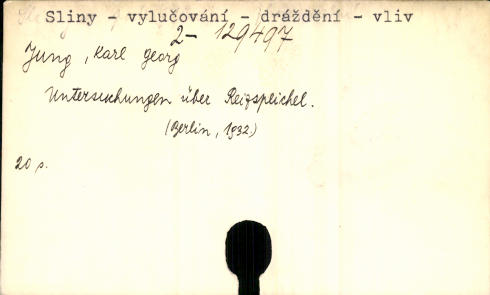 Sliny - vylučování - dráždění - vliv
2- 129497
Jung, Karl Georg
Untersuchungen über Reizspeichel.
(Berlin, 1932.)
20 s.